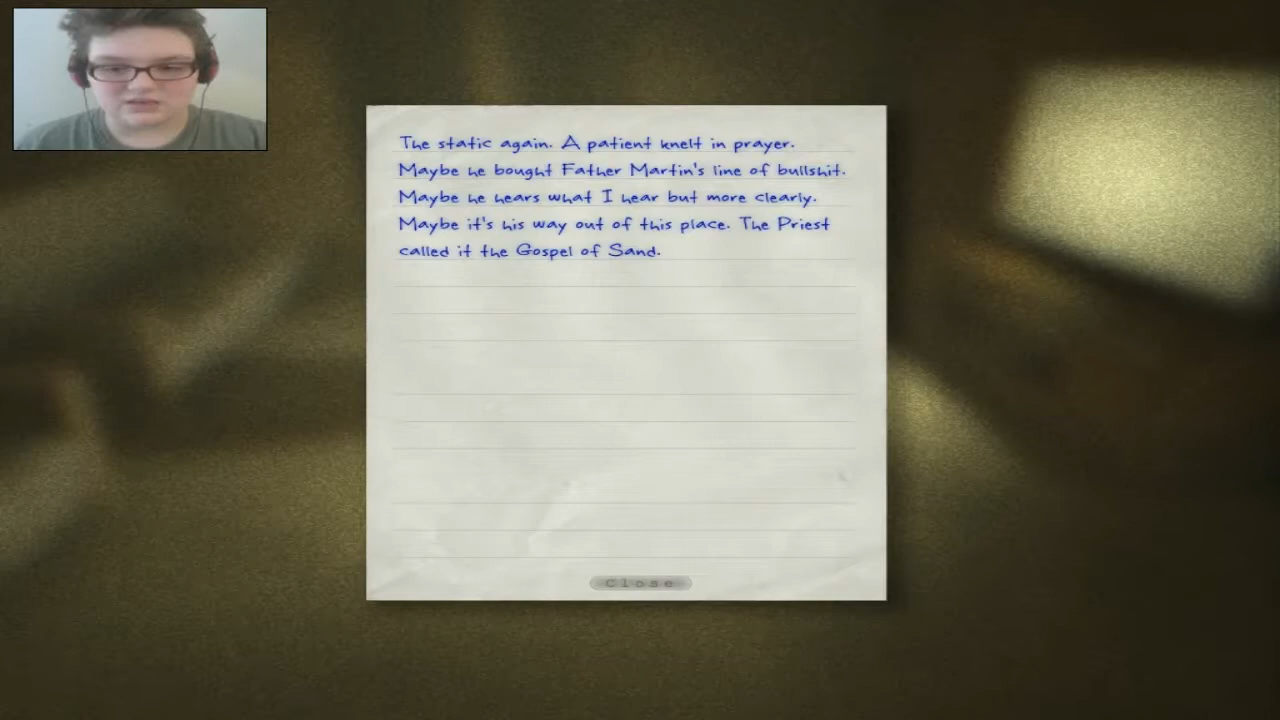 The static again. A patient knelt in prayer.
Maybe he bought Father Martin's line of bullshit.
Maybe he hears what I hear but more clearly.
Maybe it's his way out of this place. The Priest
called it the Gospel of Sand.
Close